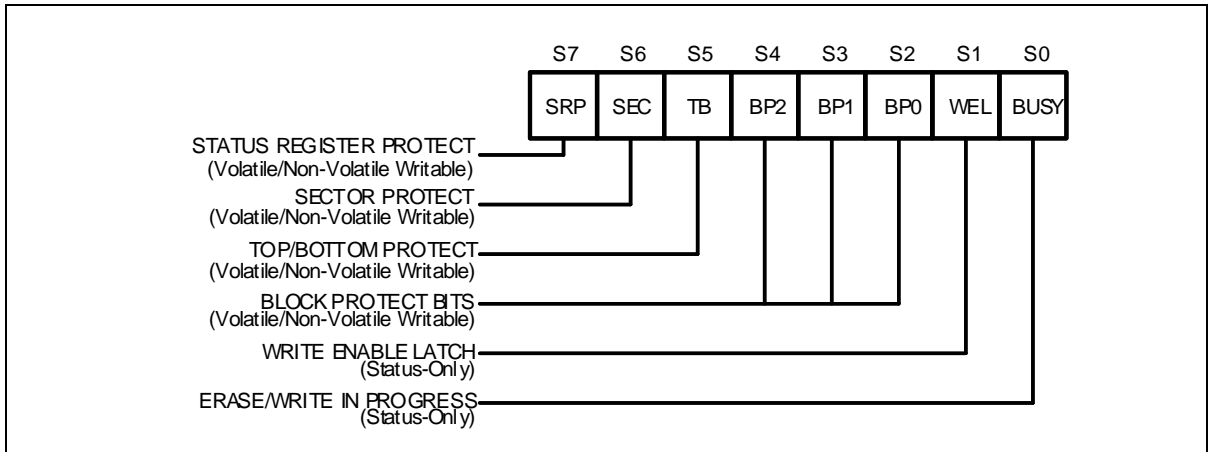 S7 S6 S5 S4 S3 S2 S1 S0
SRP SEC TB BP2 BP1 BP0 WEL BUSY
STATUS REGISTER PROTECT
(Volatile/Non-Volatile Writable)
SECTOR PROTECT
(Volatile/Non-Volatile Writable)
TOP/BOTTOM PROTECT
(Volatile/Non-Volatile Writable)
BLOCK PROTECT BITS
(Volatile/Non-Volatile Writable)
WRITE ENABLE LATCH
(Status-Only)
ERASE/WRITE IN PROGRESS
(Status-Only)